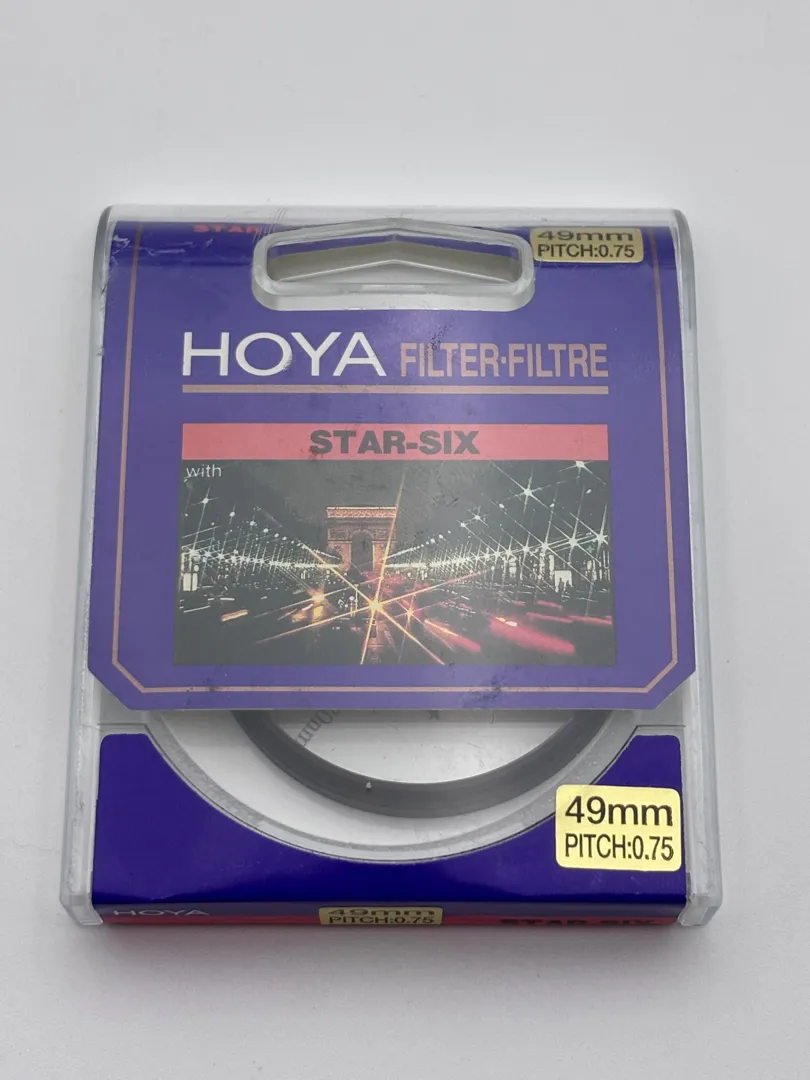 STAR
49mm
PITCH:0.75
HOYA FILTER·FILTRE
STAR-SIX
with
49mm
PITCH:0.75
HOYA
49mm
PITCH:0.75
STAR-SIX